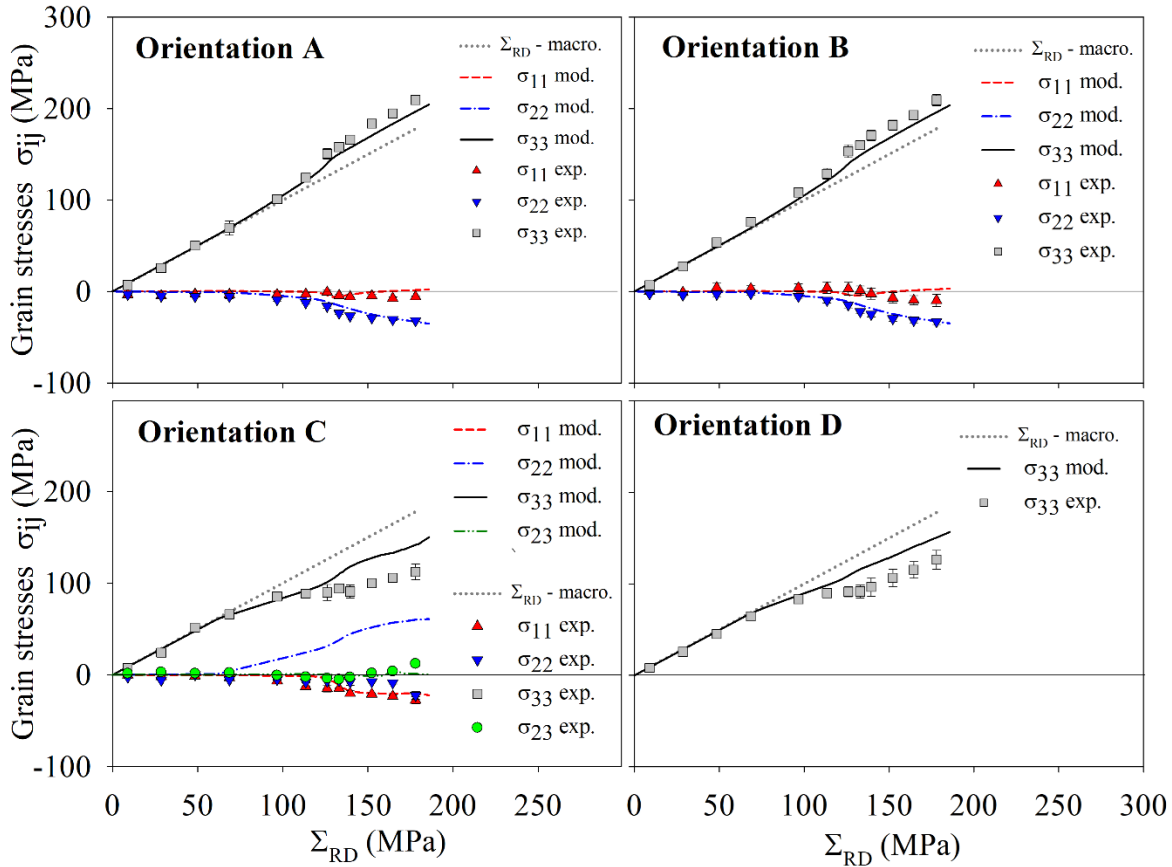 Orientation A
ΣRD - macro.
σ11 mod.
σ22 mod.
σ33 mod.
σ11 exp.
σ22 exp.
σ33 exp.
300
200
100
0
-100
Grain stresses σij (MPa)
Orientation B
ΣRD - macro.
σ11 mod.
σ22 mod.
σ33 mod.
σ11 exp.
σ22 exp.
σ33 exp.
Orientation C
σ11 mod.
σ22 mod.
σ33 mod.
σ23 mod.
ΣRD - macro.
σ11 exp.
σ22 exp.
σ33 exp.
σ23 exp.
200
100
0
-100
Grain stresses σij (MPa)
0 50 100 150 200 250
ΣRD (MPa)
Orientation D
ΣRD - macro.
σ33 mod.
σ33 exp.
0 50 100 150 200 250 300
ΣRD (MPa)